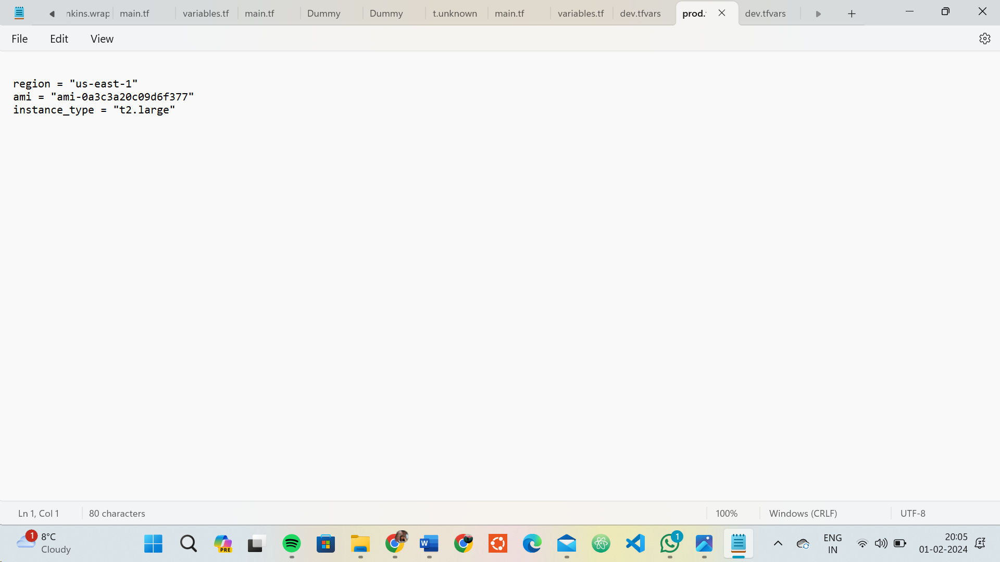 nkins.wrap main.tf variables.tf main.tf Dummy Dummy t.unknown main.tf variables.tf dev.tfvars prod. dev.tfvars
File Edit View
region = "us-east-1"
ami = "ami-0a3c3a20c09d6f377"
instance_type = "t2.large"
Ln 1, Col 1 80 characters 100% Windows (CRLF) UTF-8
1 8°C
Cloudy
PRE
W
1
ENG
IN
20:05
01-02-2024